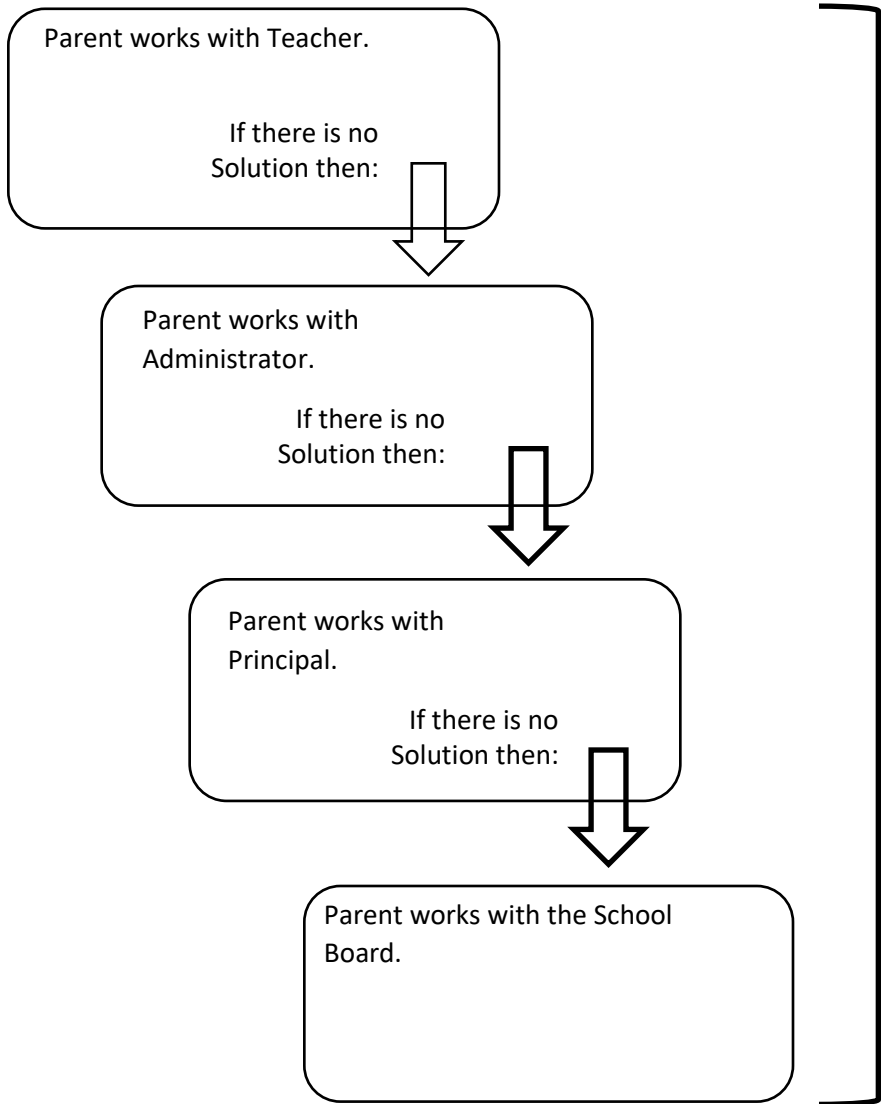 Parent works with Teacher.
If there is no
Solution then:
Parent works with
Administrator.
If there is no
Solution then:
Parent works with
Principal.
If there is no
Solution then:
Parent works with the School
Board.